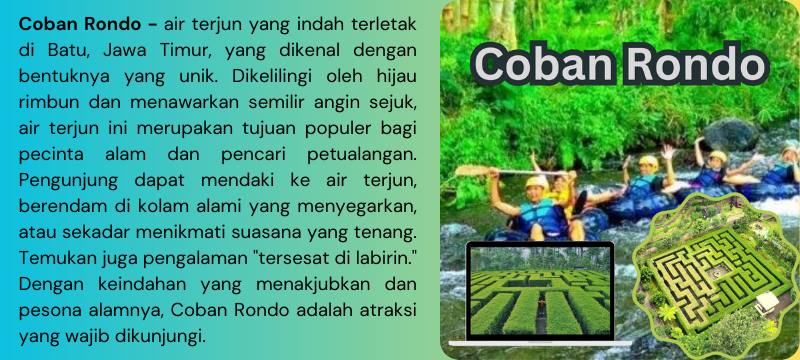 Coban Rondo – air terjun yang indah terletak
di Batu, Jawa Timur, yang dikenal dengan
bentuknya yang unik. Dikelilingi oleh hijau
rimbun dan menawarkan semilir angin sejuk,
air terjun ini merupakan tujuan populer bagi
pecinta alam dan pencari petualangan.
Pengunjung dapat mendaki ke air terjun,
berendam di kolam alami yang menyegarkan,
atau sekadar menikmati suasana yang tenang.
Temukan juga pengalaman "tersesat di labirin."
Dengan keindahan yang menakjubkan dan
pesona alamnya, Coban Rondo adalah atraksi
yang wajib dikunjungi.
Coban Rondo